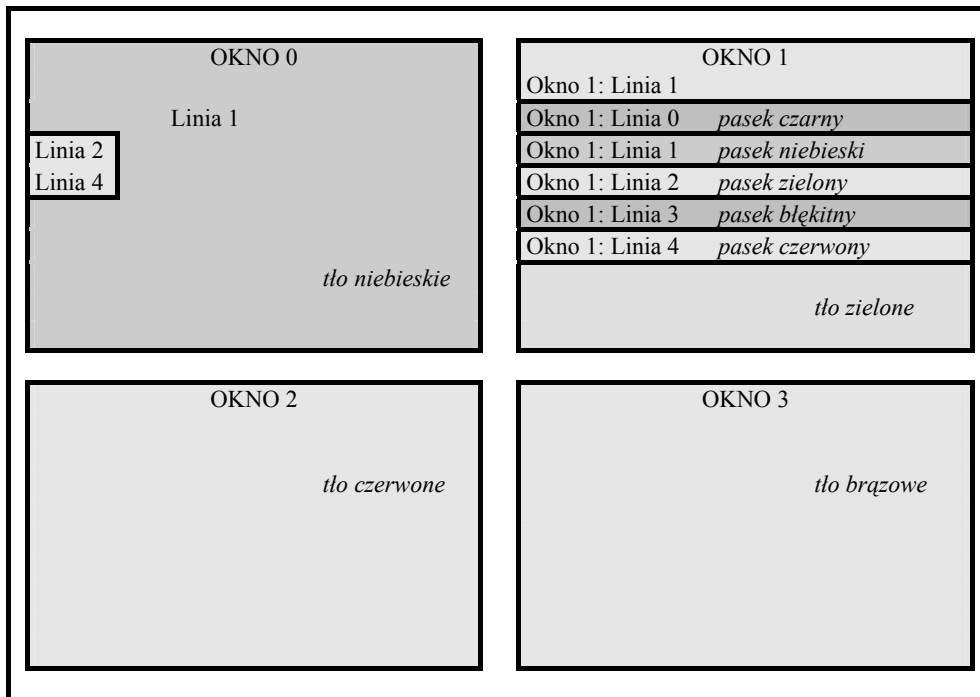 OKNO 0
Linia 1
Linia 2
Linia 4
tło niebieskie
OKNO 1
Okno 1: Linia 1
Okno 1: Linia 0 pasek czarny
Okno 1: Linia 1 pasek niebieski
Okno 1: Linia 2 pasek zielony
Okno 1: Linia 3 pasek błękitny
Okno 1: Linia 4 pasek czerwony
tło zielone
OKNO 2
tło czerwone
OKNO 3
tło brązowe